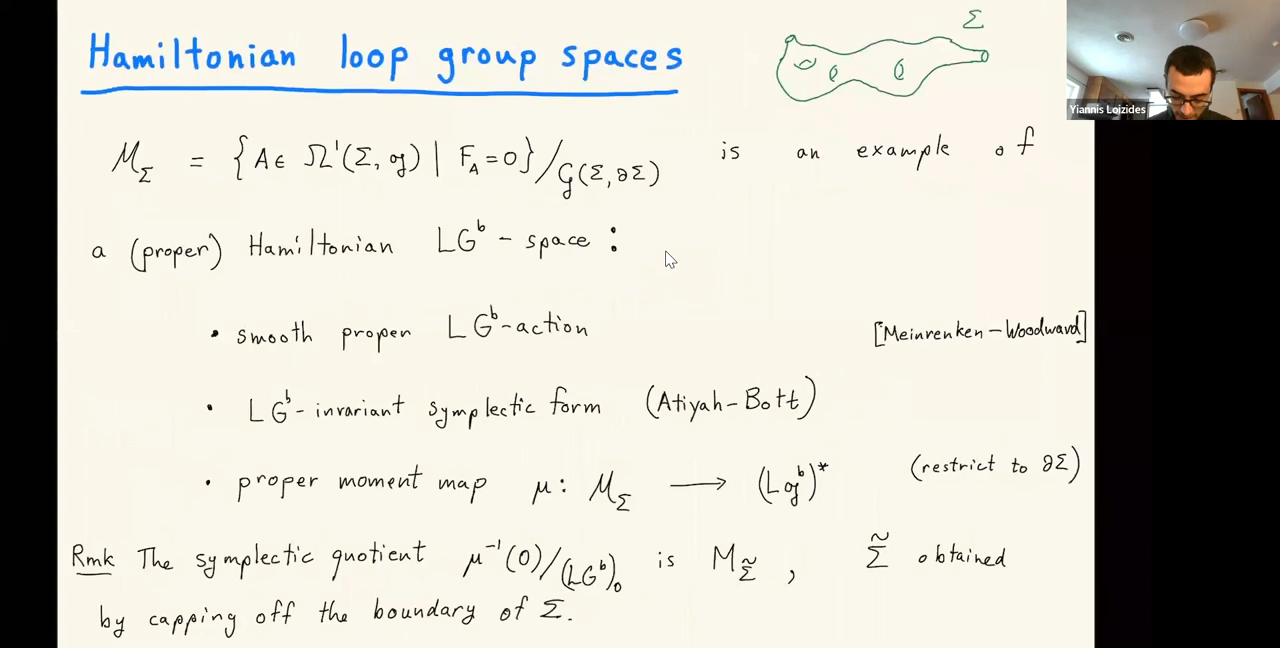 Hamiltonian loop group spaces
Σ
Yiannis Loizides
M_Σ = {A ∈ Ω¹(Σ, 𝔤) | F_A = 0}/𝒢(Σ, ∂Σ) is an example of
a (proper) Hamiltonian LG^b - space :
• smooth proper LG^b-action [Meinrenken-Woodward]
• LG^b-invariant symplectic form (Atiyah-Bott)
• proper moment map μ: M_Σ → (L𝔤^b)* (restrict to ∂Σ)
Rmk The symplectic quotient μ⁻¹(0)/(LG^b)₀ is M_Σ̃ , Σ̃ obtained
by capping off the boundary of Σ.